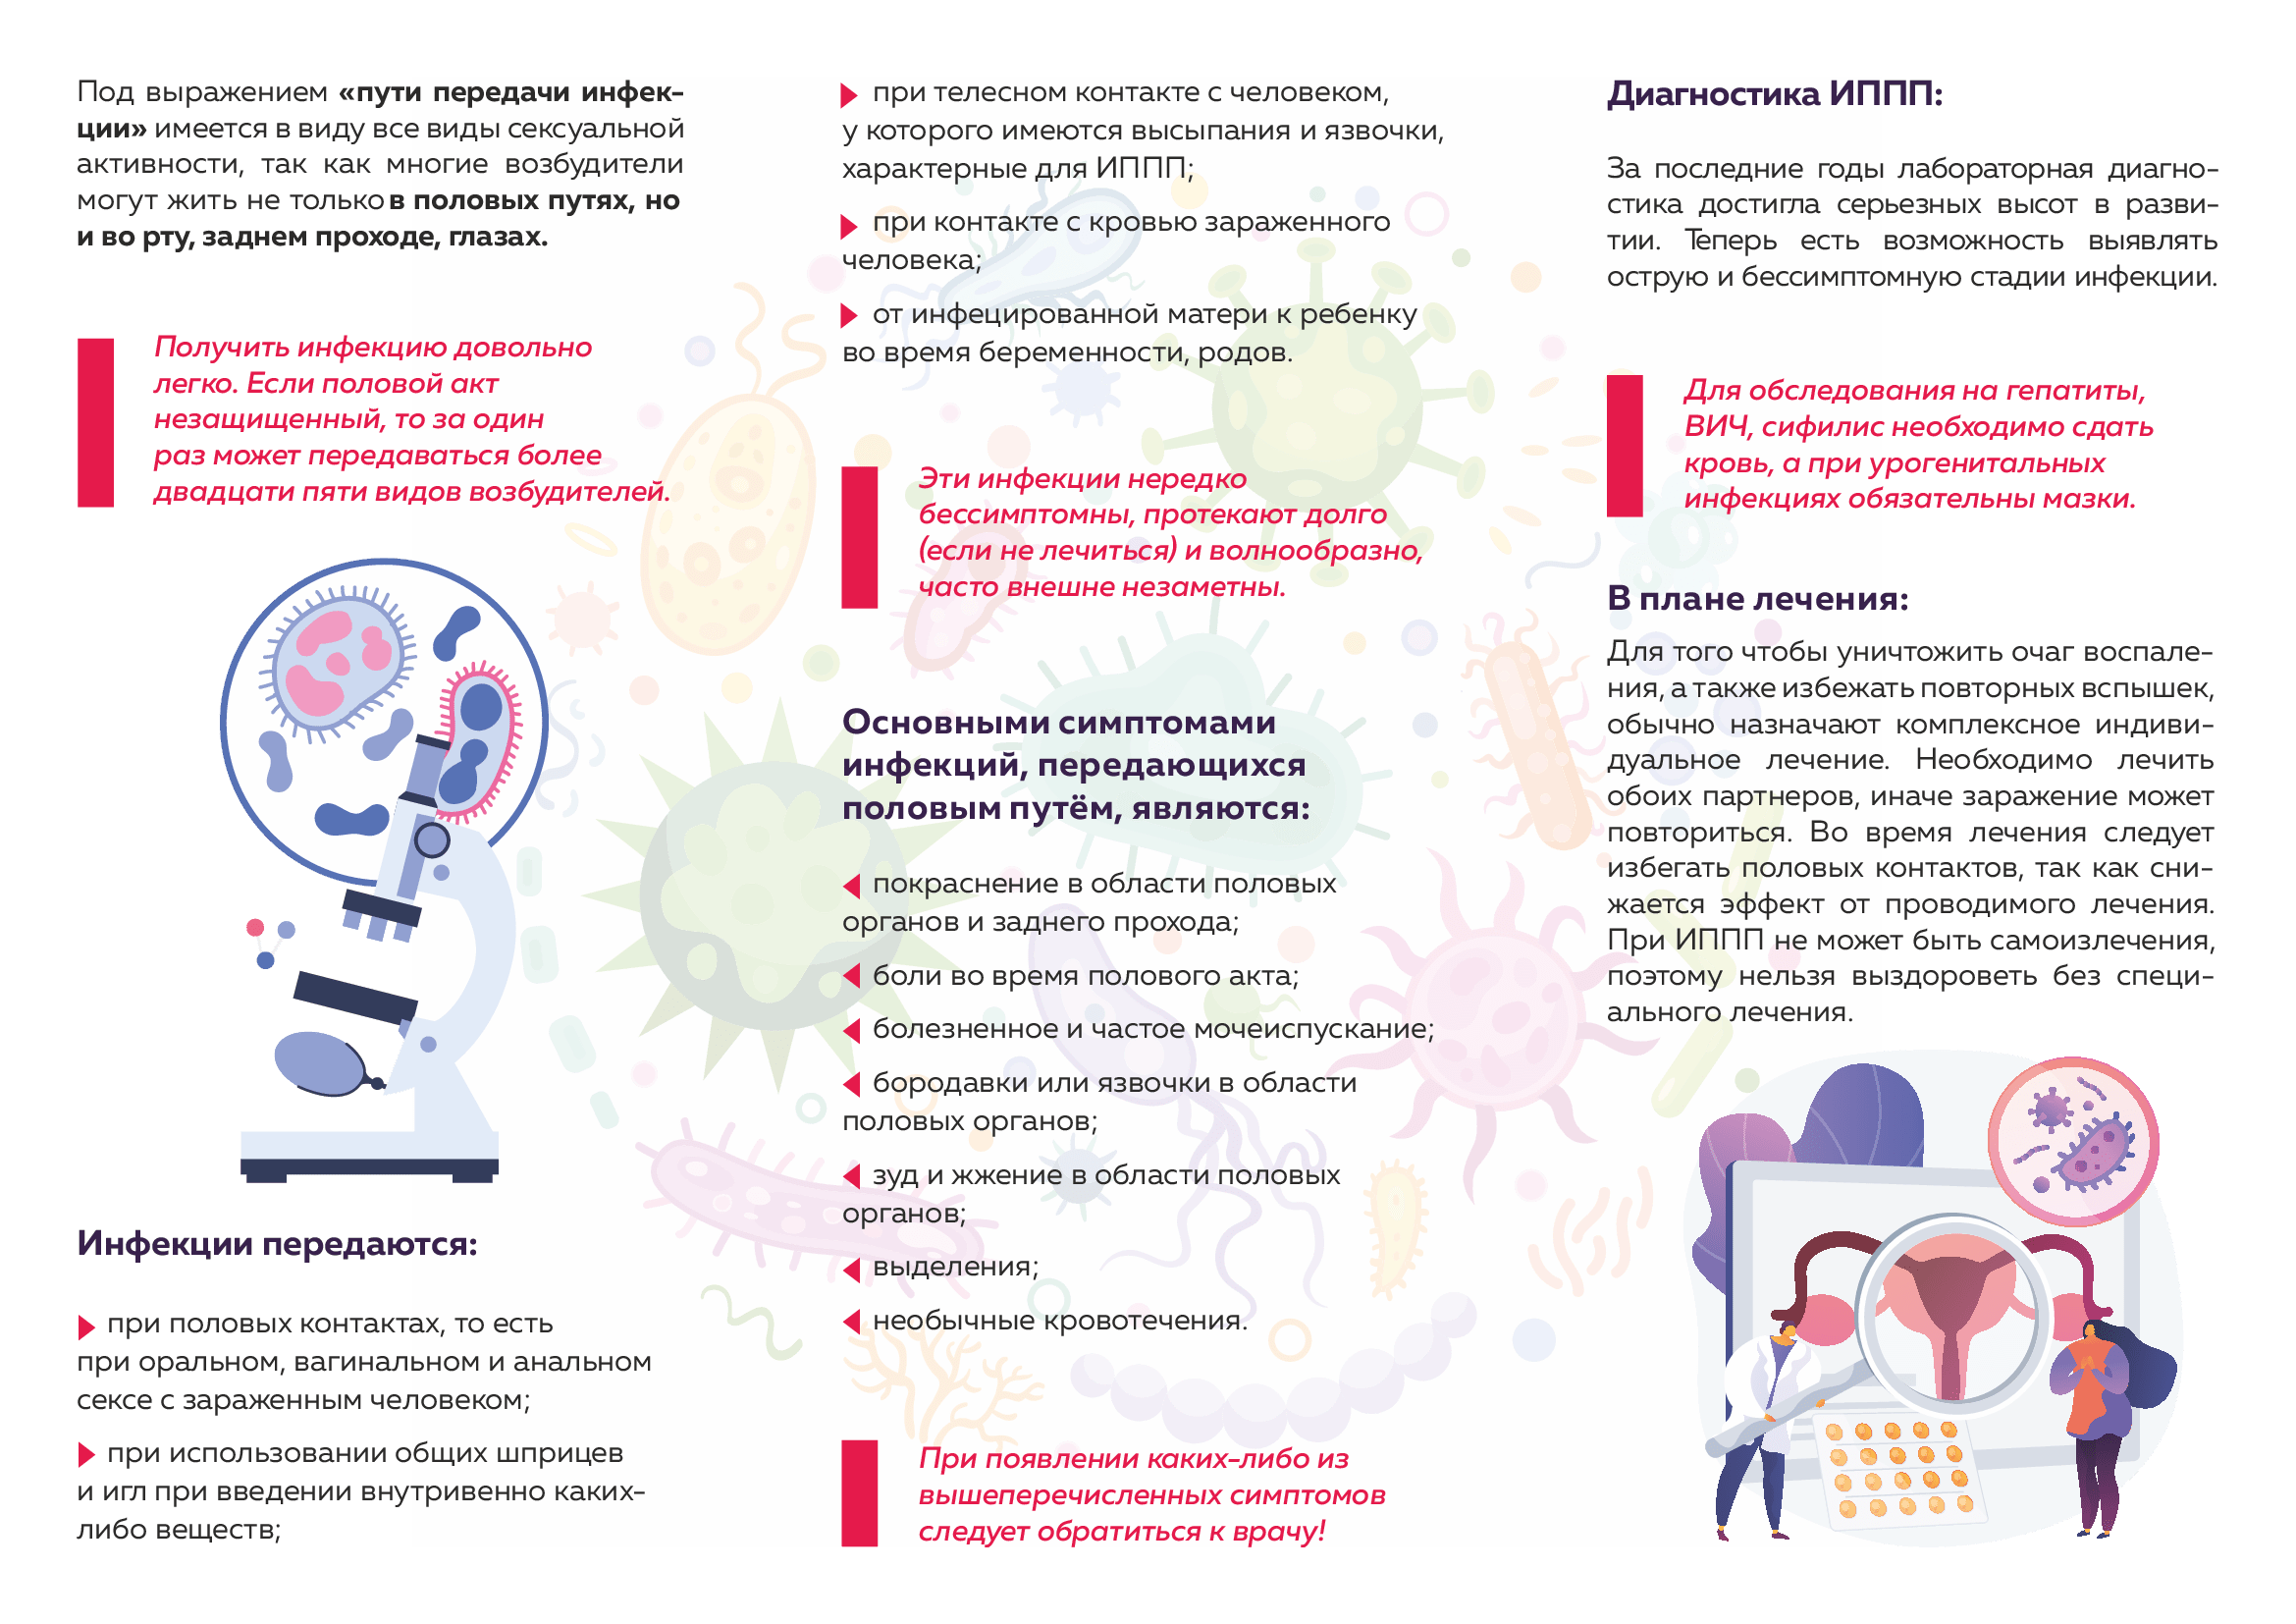 Под выражением «пути передачи инфек-
ции» имеется в виду все виды сексуальной
активности, так как многие возбудители
могут жить не только в половых путях, но
и во рту, заднем проходе, глазах.
Получить инфекцию довольно
легко. Если половой акт
незащищенный, то за один
раз может передаваться более
двадцати пяти видов возбудителей.
Инфекции передаются:
при половых контактах, то есть
при оральном, вагинальном и анальном
сексе с зараженным человеком;
при использовании общих шприцев
и игл при введении внутривенно каких-
либо веществ;
при телесном контакте с человеком,
у которого имеются высыпания и язвочки,
характерные для ИППП;
при контакте с кровью зараженного
человека;
от инфецированной матери к ребенку
во время беременности, родов.
Эти инфекции нередко
бессимптомны, протекают долго
(если не лечиться) и волнообразно,
часто внешне незаметны.
Основными симптомами
инфекций, передающихся
половым путём, являются:
покраснение в области половых
органов и заднего прохода;
боли во время полового акта;
болезненное и частое мочеиспускание;
бородавки или язвочки в области
половых органов;
зуд и жжение в области половых
органов;
выделения;
необычные кровотечения.
При появлении каких-либо из
вышеперечисленных симптомов
следует обратиться к врачу!
Диагностика ИППП:
За последние годы лабораторная диагно-
стика достигла серьезных высот в разви-
тии. Теперь есть возможность выявлять
острую и бессимптомную стадии инфекции.
Для обследования на гепатиты,
ВИЧ, сифилис необходимо сдать
кровь, а при урогенитальных
инфекциях обязательны мазки.
В плане лечения:
Для того чтобы уничтожить очаг воспале-
ния, а также избежать повторных вспышек,
обычно назначают комплексное индиви-
дуальное лечение. Необходимо лечить
обоих партнеров, иначе заражение может
повториться. Во время лечения следует
избегать половых контактов, так как сни-
жается эффект от проводимого лечения.
При ИППП не может быть самоизлечения,
поэтому нельзя выздороветь без специ-
ального лечения.